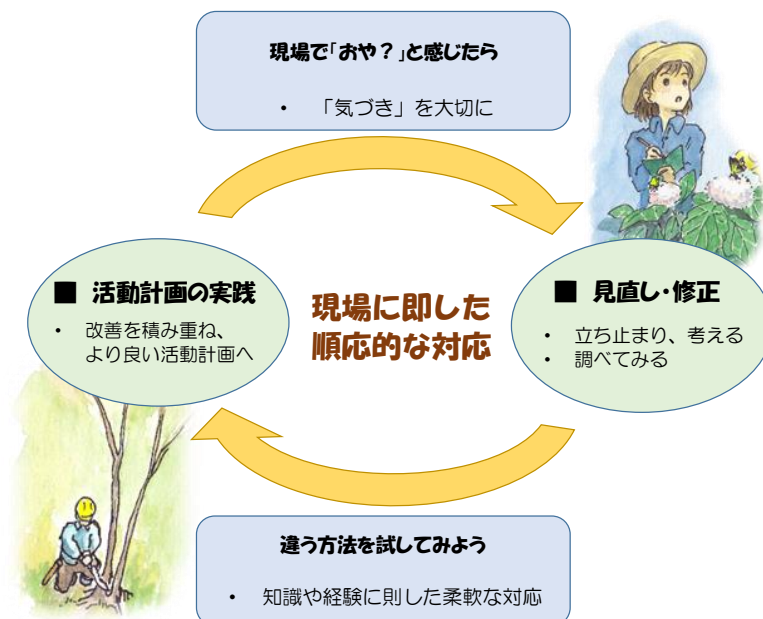 現場で「おや？」と感じたら
・ 「気づき」を大切に
■ 活動計画の実践
・ 改善を積み重ね、
より良い活動計画へ
現場に即した
順応的な対応
■ 見直し・修正
・ 立ち止まり、考える
・ 調べてみる
違う方法を試してみよう
・ 知識や経験に則した柔軟な対応